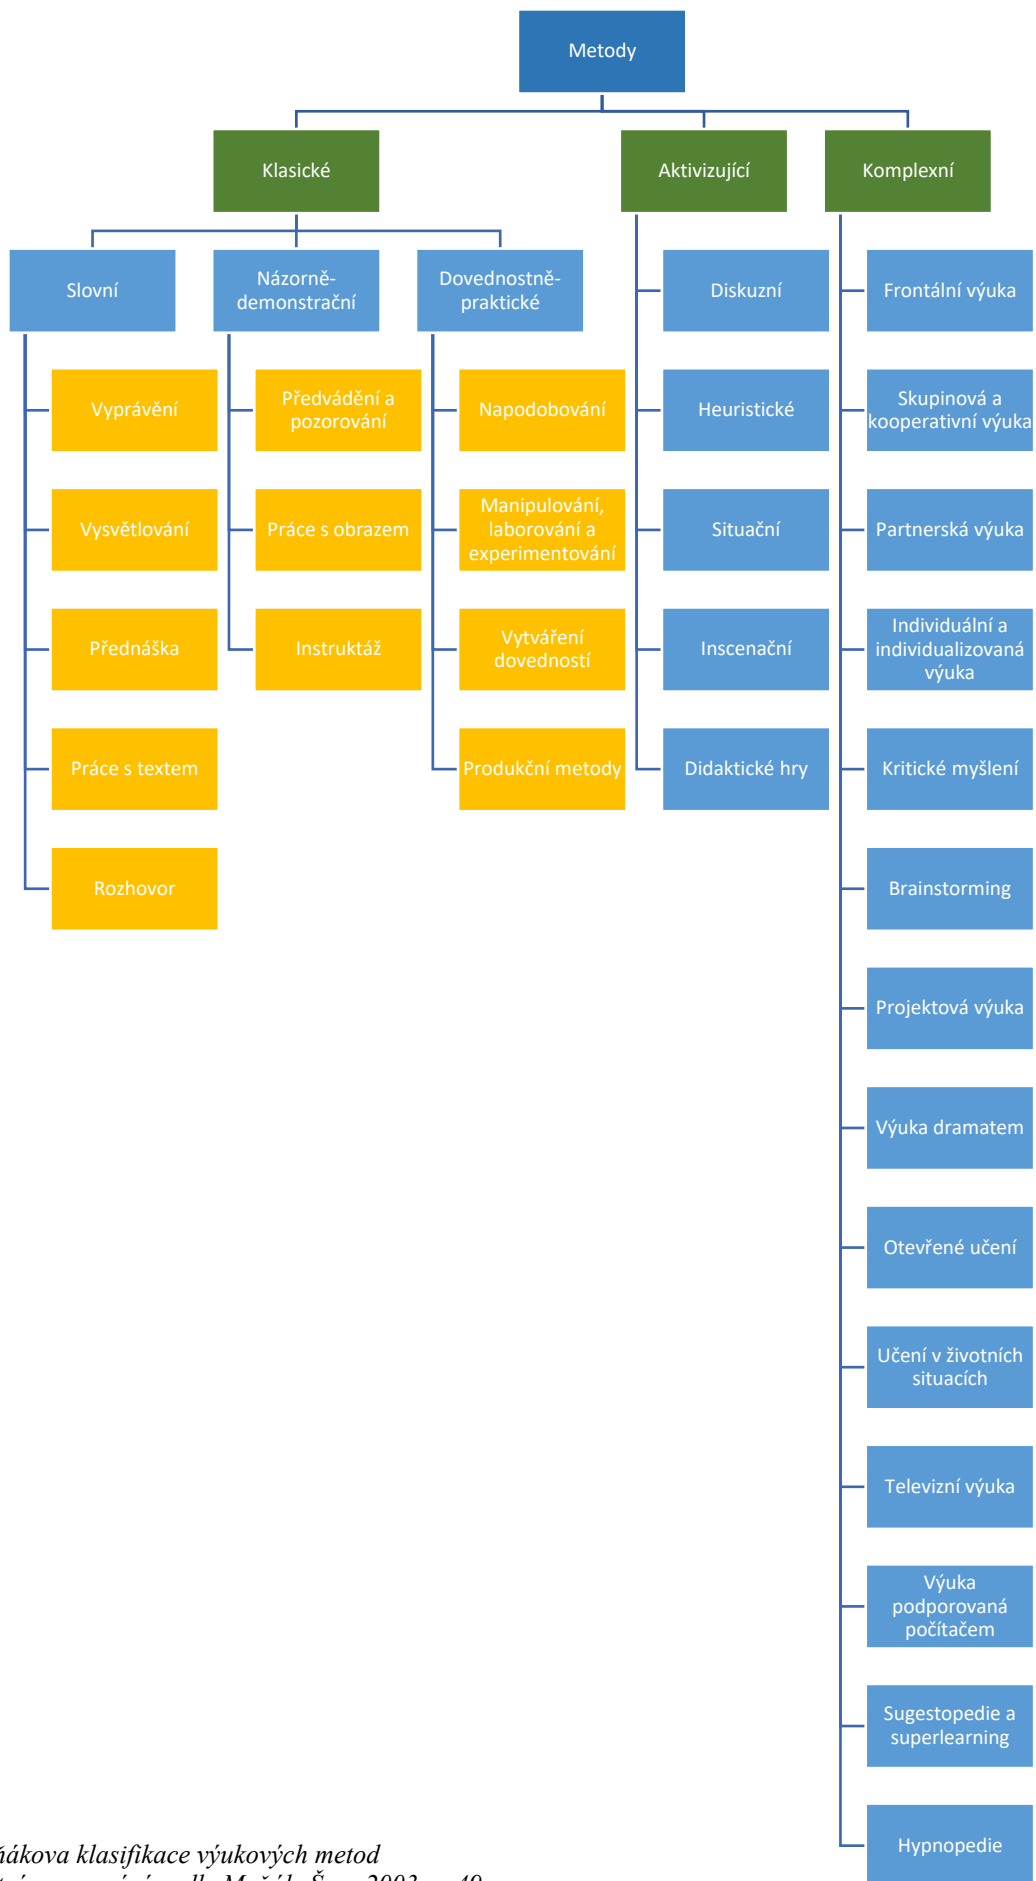 Metody
Klasické
Aktivizující
Komplexní
Slovní
Názorně-
demonstrační
Dovednostně-
praktické
Diskuzní
Frontální výuka
Vyprávění
Předvádění a
pozorování
Napodobování
Heuristické
Skupinová a
kooperativní výuka
Vysvětlování
Práce s obrazem
Manipulování,
laborování a
experimentování
Situační
Partnerská výuka
Přednáška
Instruktáž
Vytváření
dovedností
Inscenační
Individuální a
individualizovaná
výuka
Práce s textem
Produkční metody
Didaktické hry
Kritické myšlení
Rozhovor
Brainstorming
Projektová výuka
Výuka dramatem
Otevřené učení
Učení v životních
situacích
Televizní výuka
Výuka
podporovaná
počítačem
Sugestopedie a
superlearning
Hypnopedie
ňákova klasifikace výukových metod